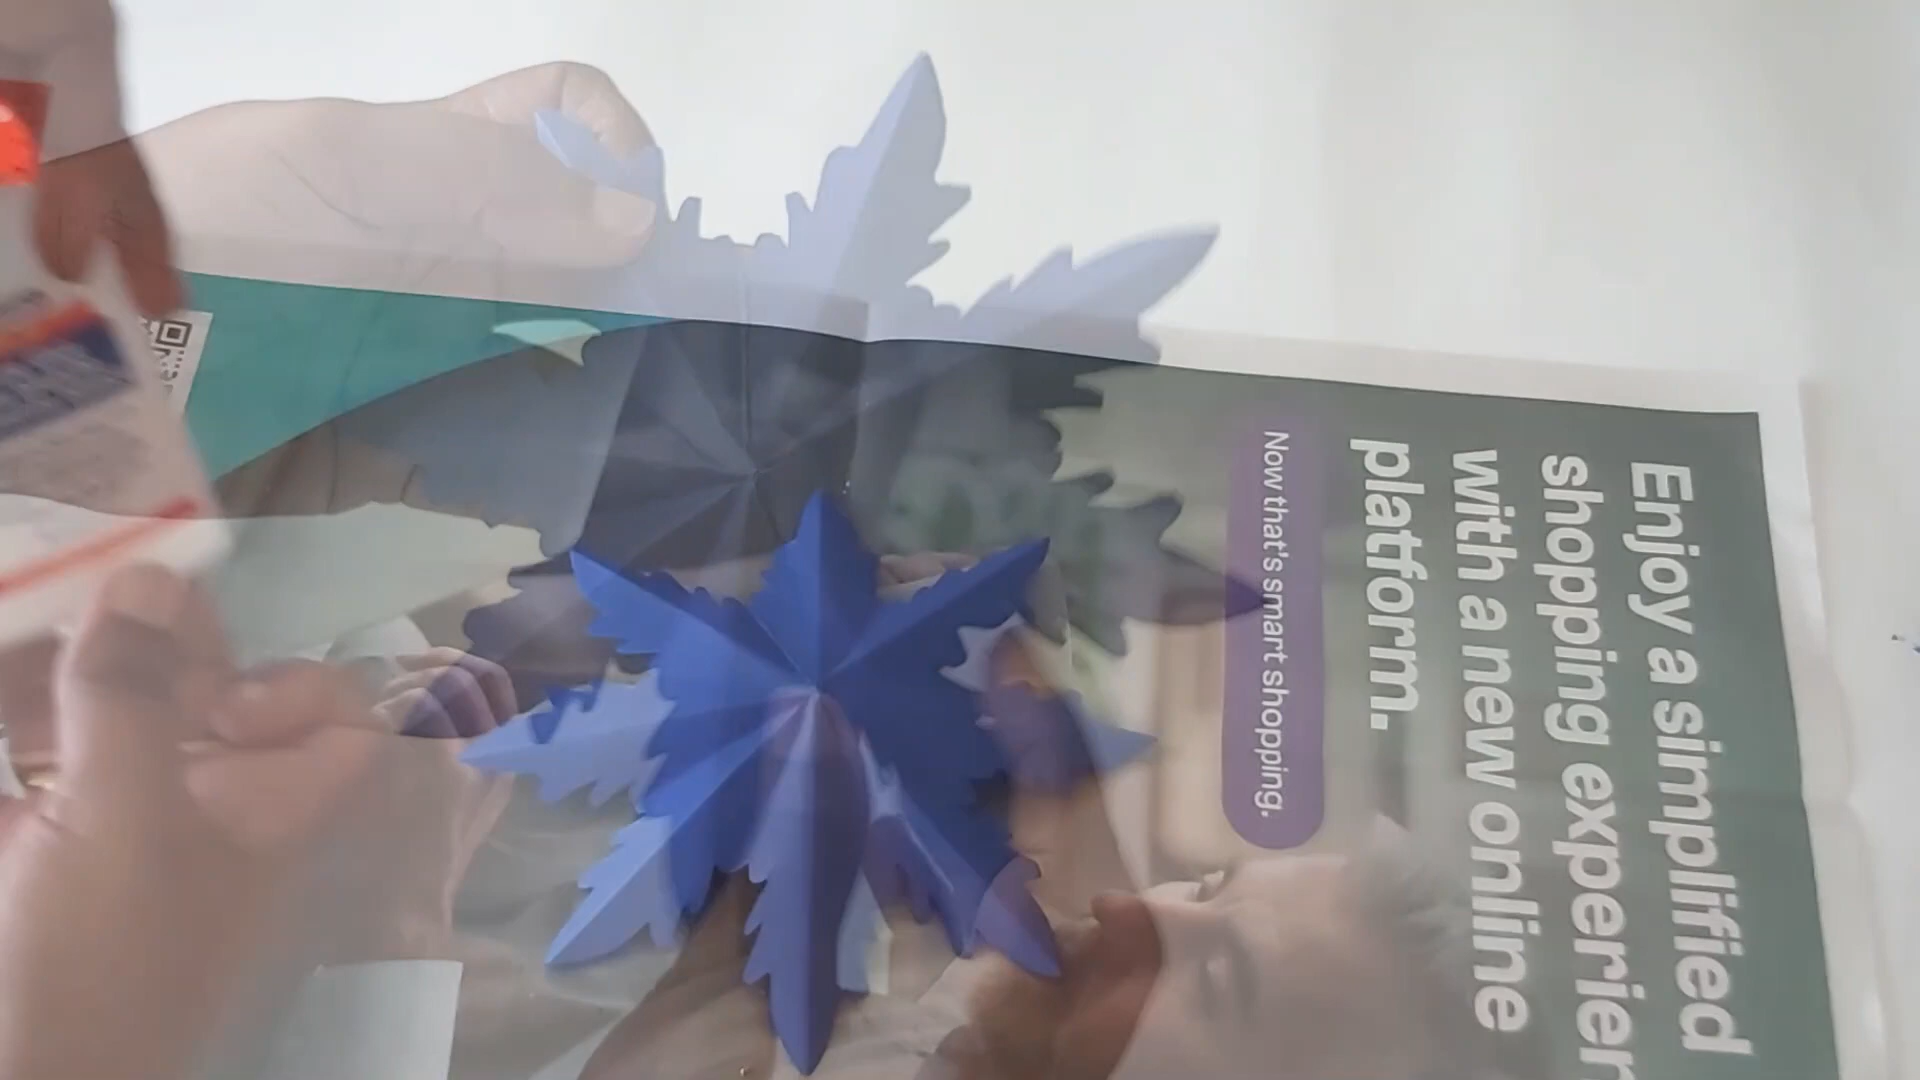 Enjoy a simplified
shopping experien
with a new online
platform.
Now that's smart shopping.